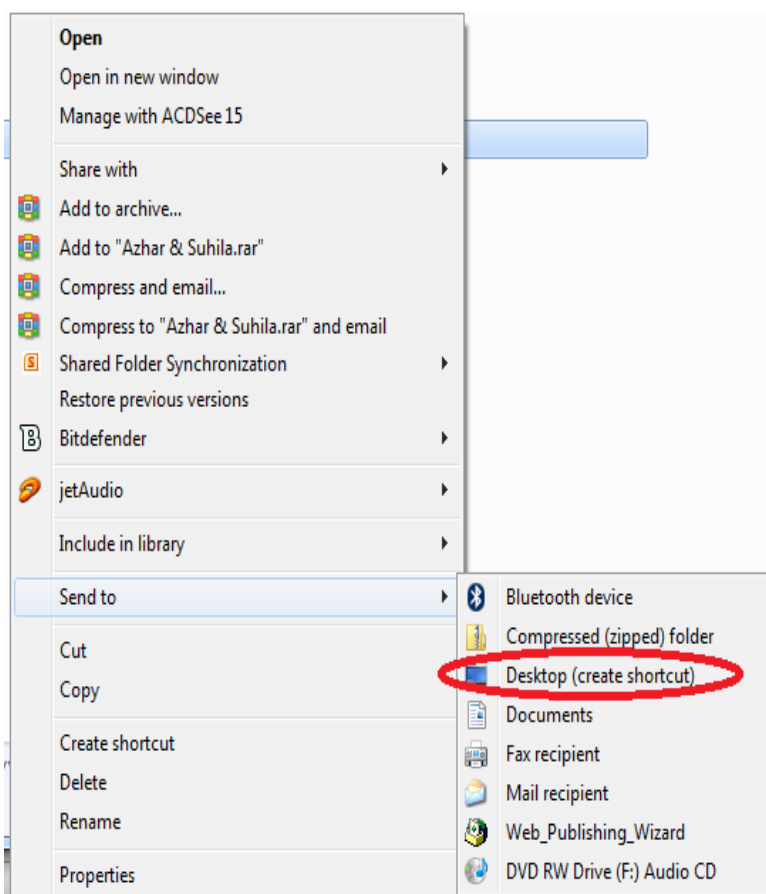 Open
Open in new window
Manage with ACDSee 15
Share with
Add to archive...
Add to "Azhar & Suhila.rar"
Compress and email...
Compress to "Azhar & Suhila.rar" and email
Shared Folder Synchronization
Restore previous versions
Bitdefender
jetAudio
Include in library
Send to
Cut
Copy
Create shortcut
Delete
Rename
Properties
Bluetooth device
Compressed (zipped) folder
Desktop (create shortcut)
Documents
Fax recipient
Mail recipient
Web_Publishing_Wizard
DVD RW Drive (F:) Audio CD